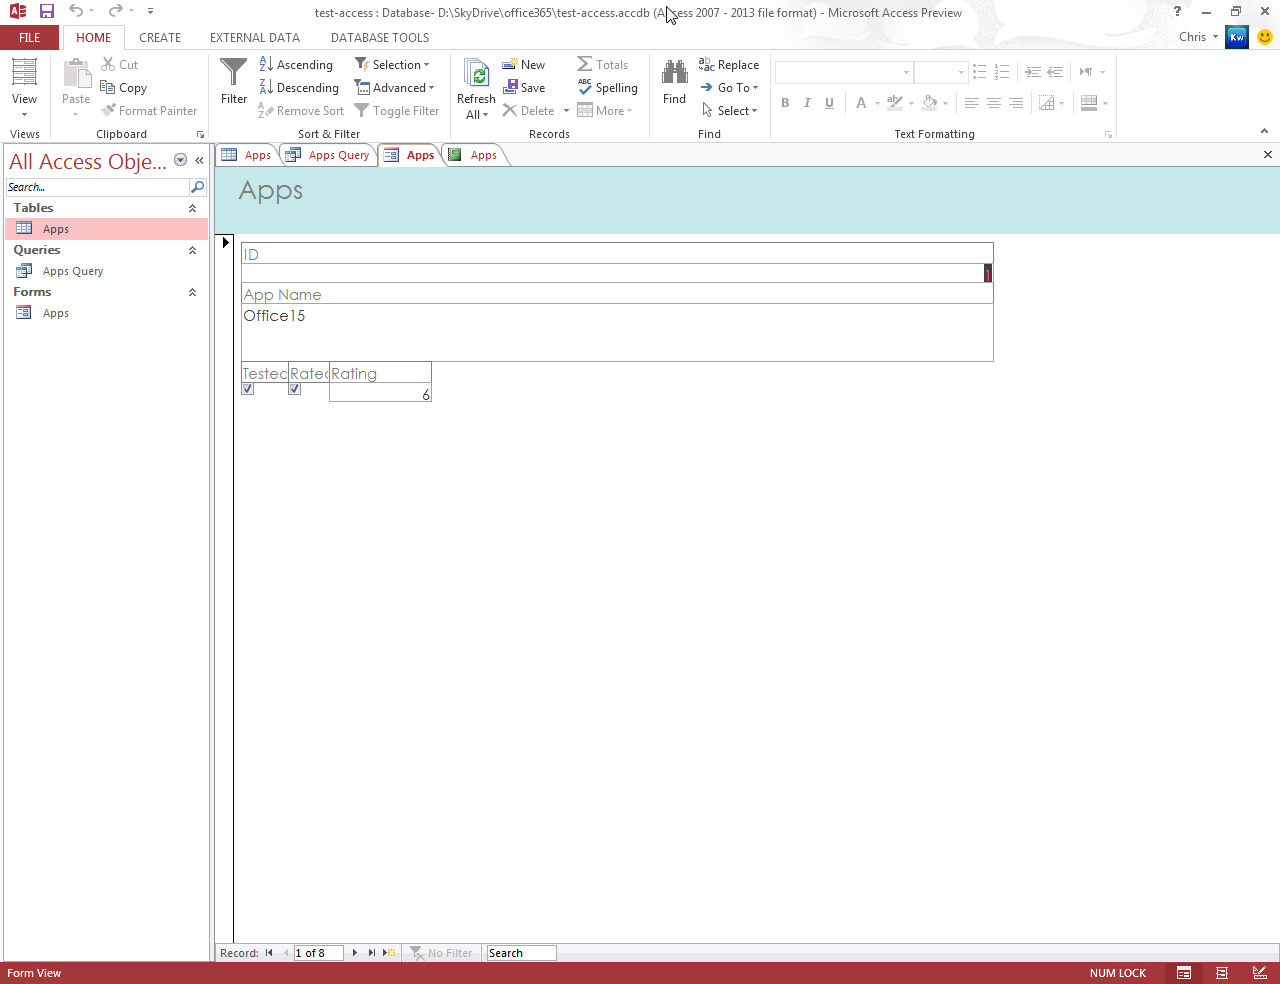 test-access : Database- D:\SkyDrive\office365\test-access.accdb (Access 2007 - 2013 file format) - Microsoft Access Preview
FILE HOME CREATE EXTERNAL DATA DATABASE TOOLS Chris Kw
View
Views
Paste
Cut
Copy
Format Painter
Clipboard
Filter
Ascending
Descending
Remove Sort
Selection
Advanced
Toggle Filter
Sort & Filter
Refresh
All
New
Save
Delete
Totals
Spelling
More
Records
Find
Replace
Go To
Select
Find
B I U A
Text Formatting
All Access Obje...
Search...
Tables
Apps
Queries
Apps Query
Forms
Apps
Apps Apps Query Apps Apps
Apps
ID
1
App Name
Office15
Tested Rated Rating
6
Record: 1 of 8 No Filter Search
Form View NUM LOCK